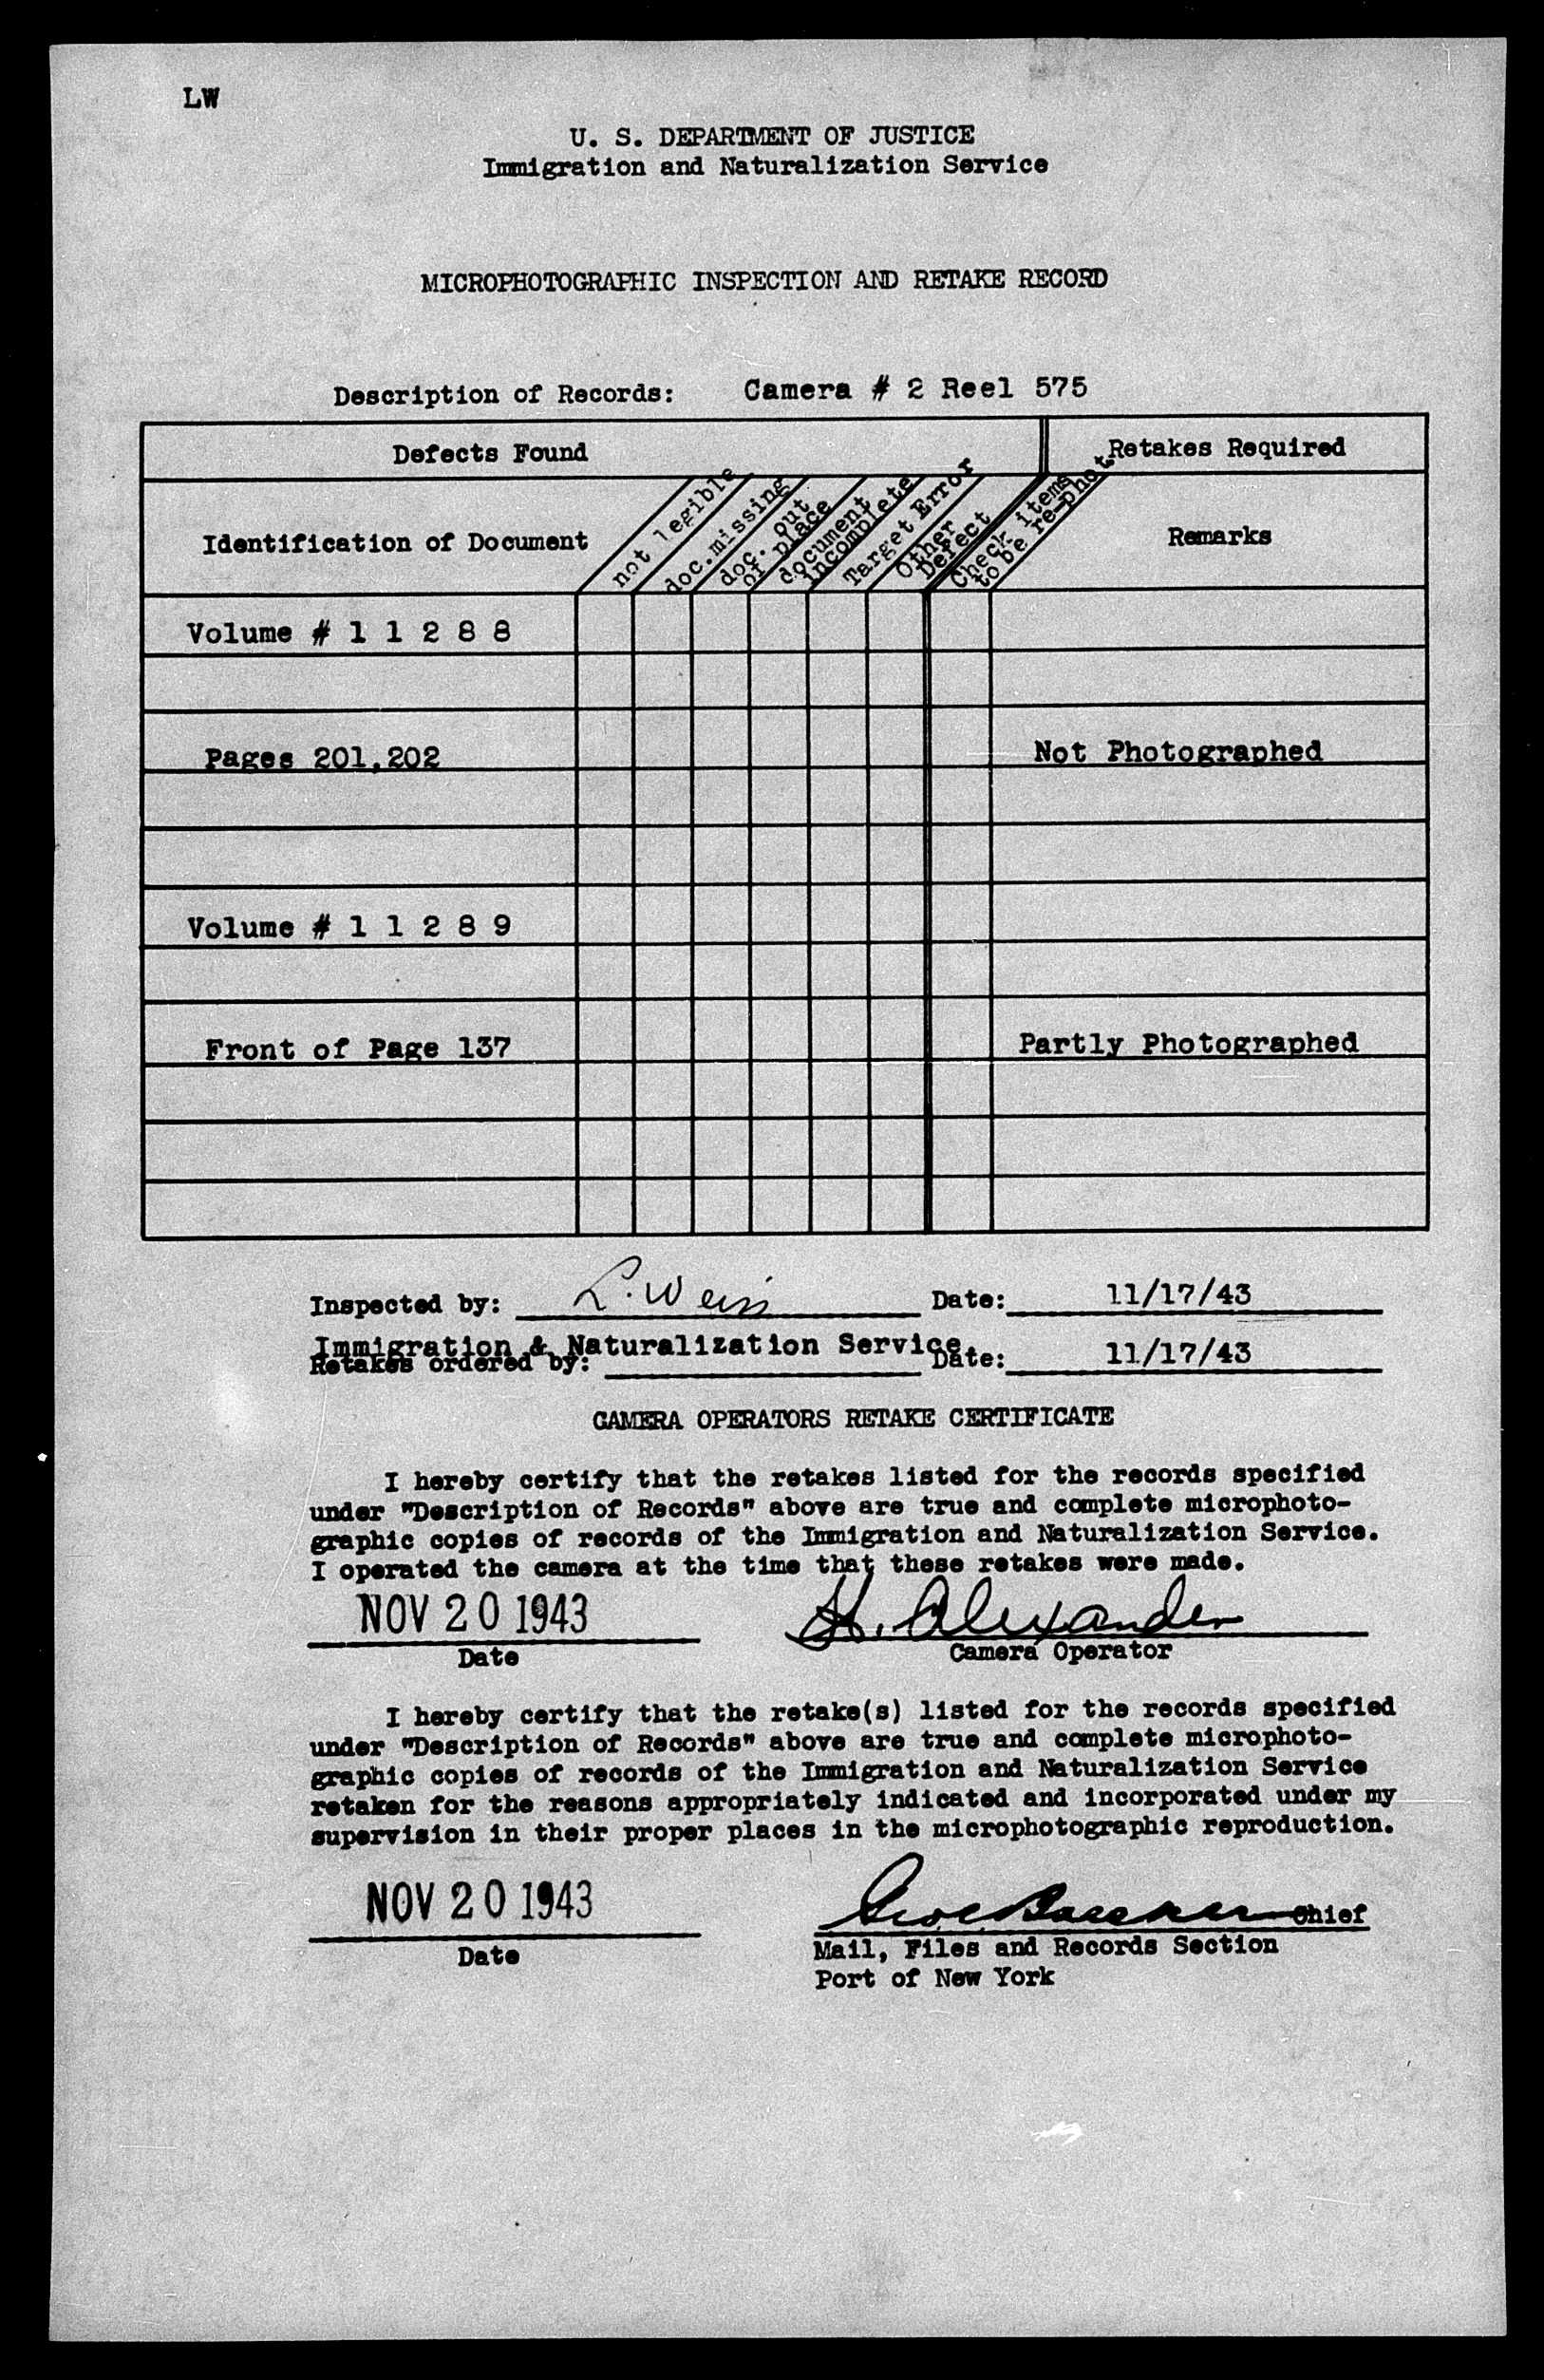 LW
U. S. DEPARTMENT OF JUSTICE
Immigration and Naturalization Service
MICROPHOTOGRAPHIC INSPECTION AND RETAKE RECORD
Description of Records: Camera # 2 Reel 575
Defects Found
Retakes Required
Identification of Document
not legible
doc.missing
doc. out
of place
document
incomplete
Target Error
Other
Defect
Check items
to be re-phot
Remarks
Volume # 1 1 2 8 8
Pages 201,202 Not Photographed
Volume # 1 1 2 8 9
Front of Page 137 Partly Photographed
Inspected by: L. Weiss Date: 11/17/43
Immigration & Naturalization Service.
Retakes ordered by: Date: 11/17/43
CAMERA OPERATORS RETAKE CERTIFICATE
I hereby certify that the retakes listed for the records specified
under "Description of Records" above are true and complete microphoto-
graphic copies of records of the Immigration and Naturalization Service.
I operated the camera at the time that these retakes were made.
NOV 20 1943 H. Alexander
Date Camera Operator
I hereby certify that the retake(s) listed for the records specified
under "Description of Records" above are true and complete microphoto-
graphic copies of records of the Immigration and Naturalization Service
retaken for the reasons appropriately indicated and incorporated under my
supervision in their proper places in the microphotographic reproduction.
NOV 20 1943 Chief
Date Mail, Files and Records Section
Port of New York